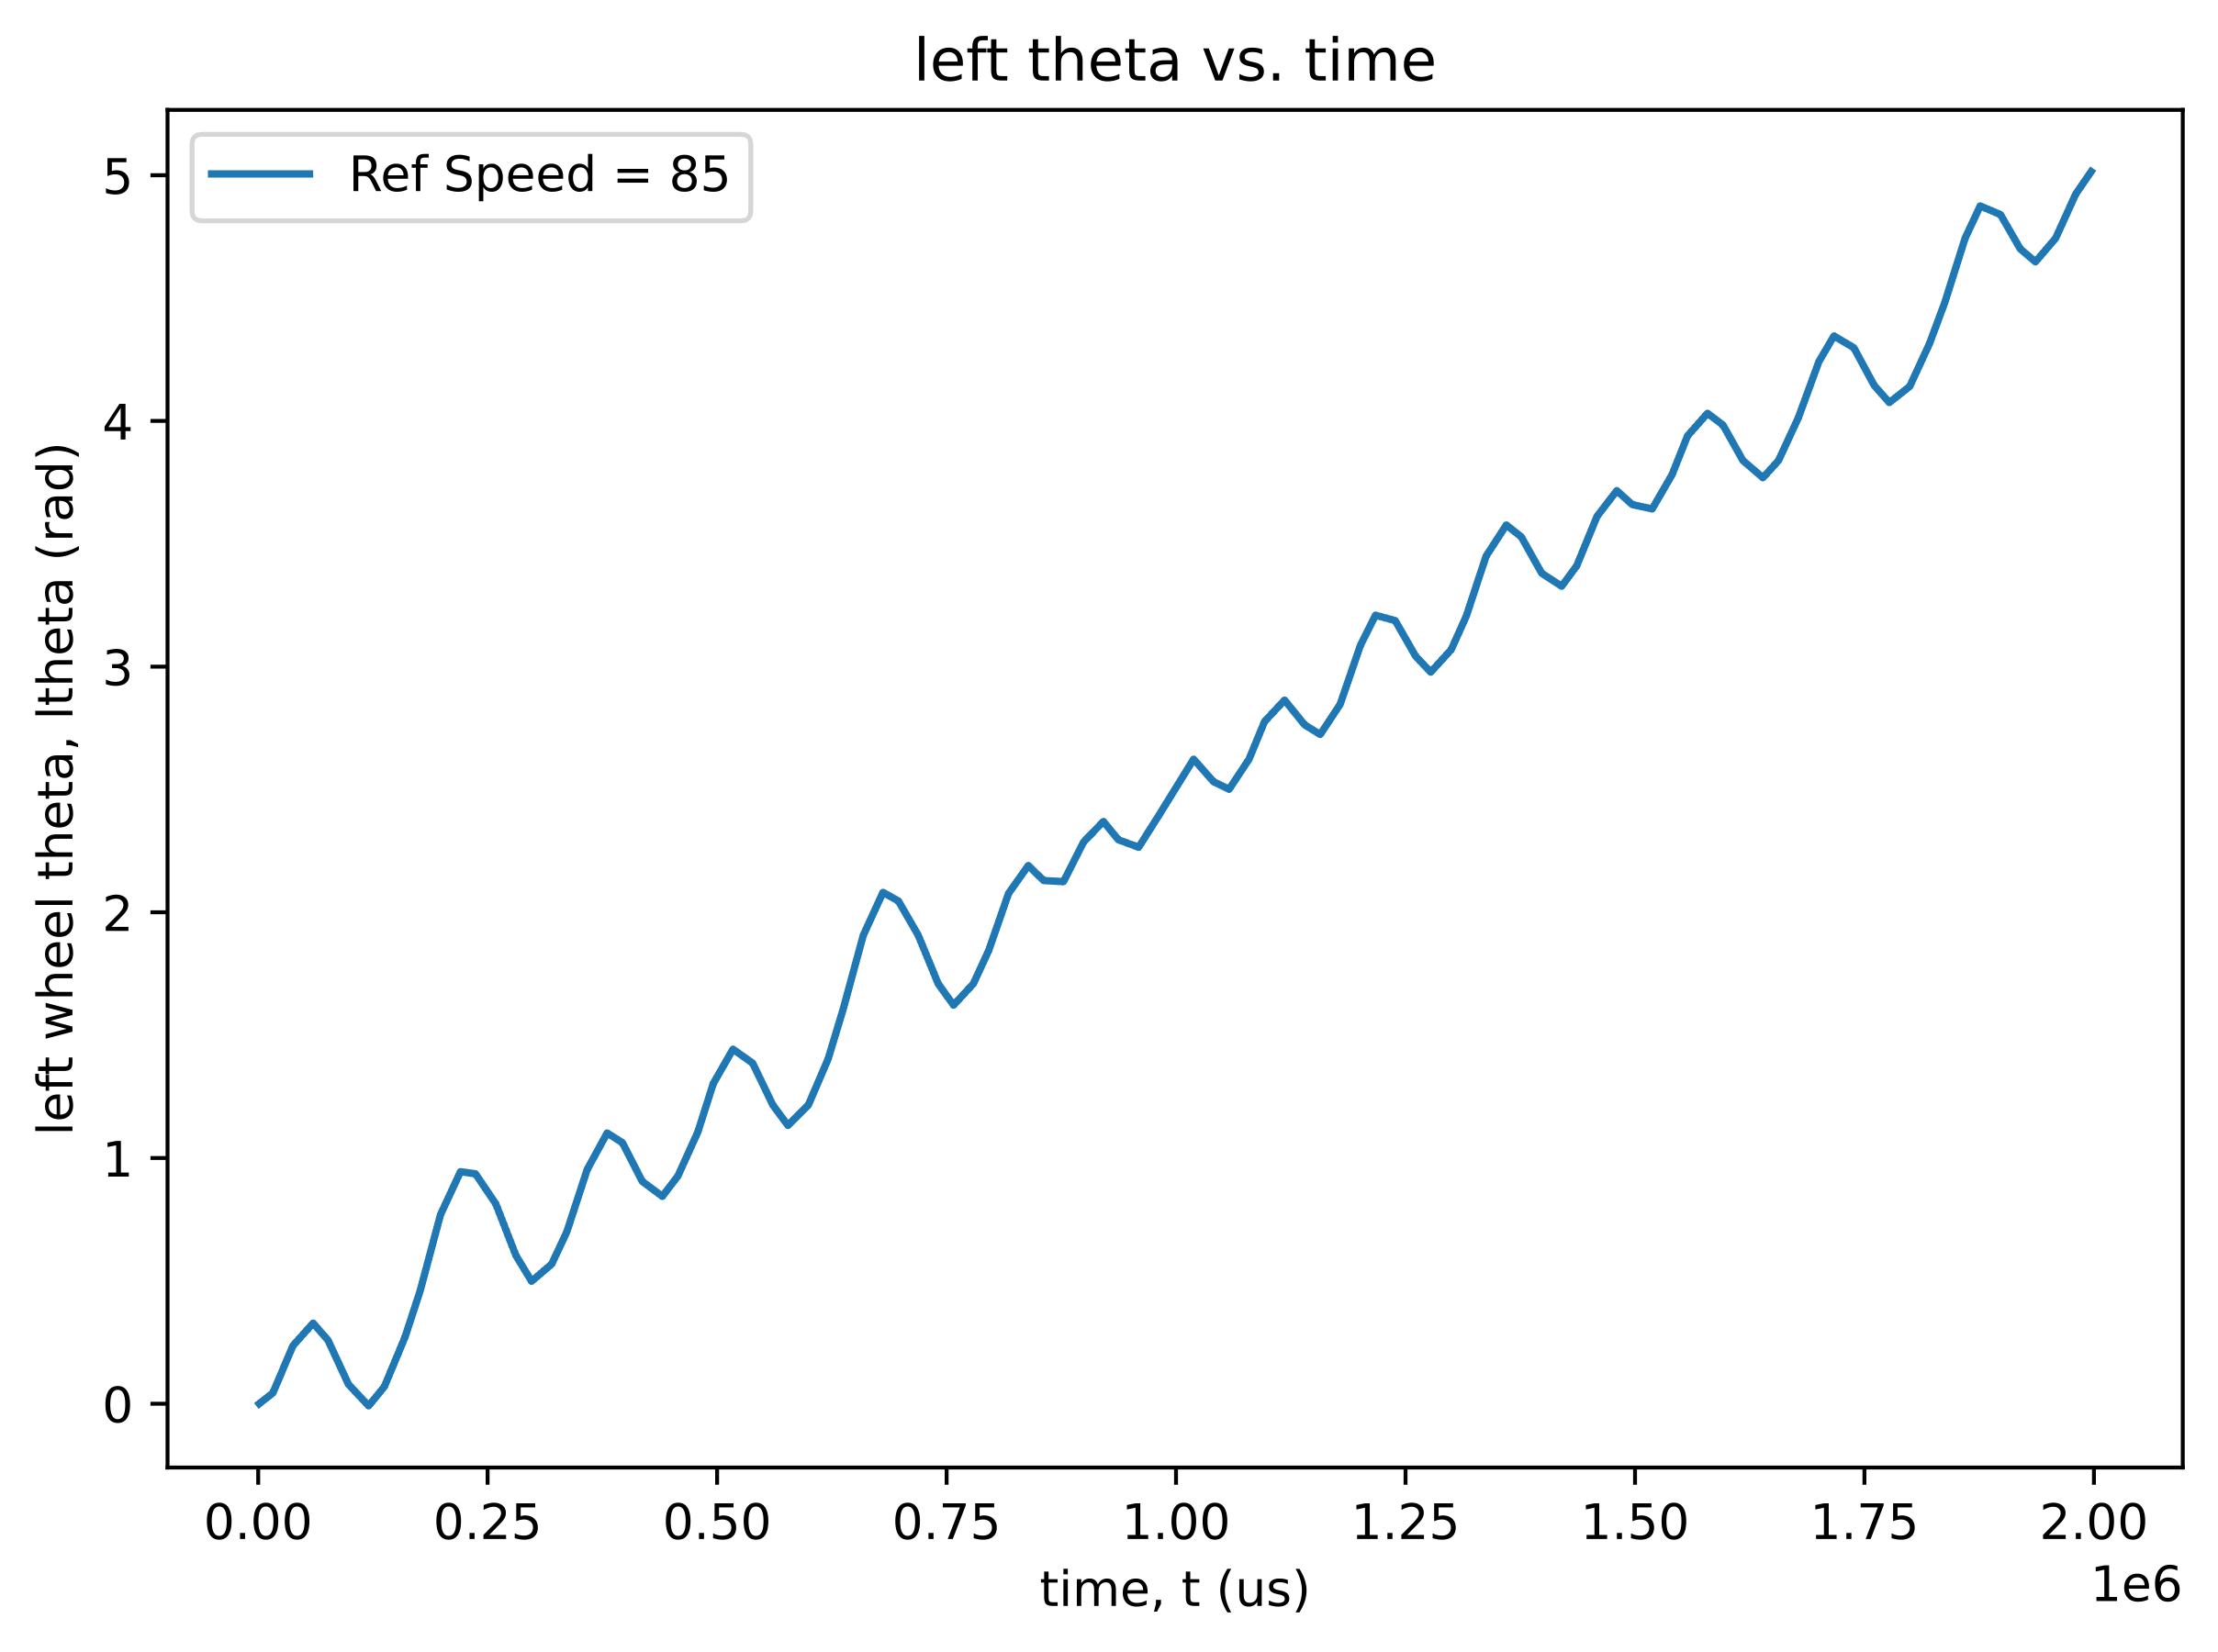 left theta vs. time
Ref Speed = 85
left wheel theta, ltheta (rad)
5
4
3
2
1
0
0.00 0.25 0.50 0.75 1.00 1.25 1.50 1.75 2.00
time, t (us)
1e6